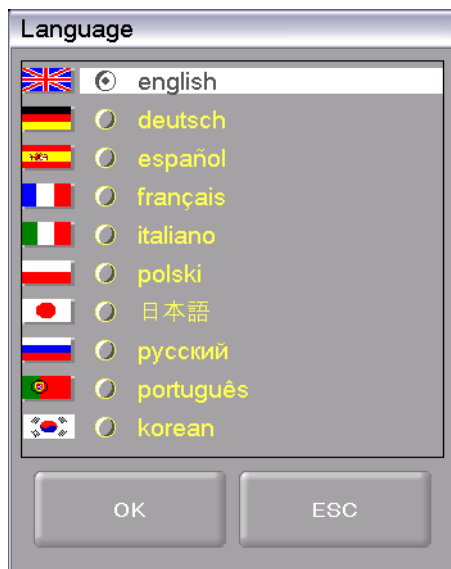 Language
english
deutsch
español
français
italiano
polski
日本語
русский
português
korean
OK ESC